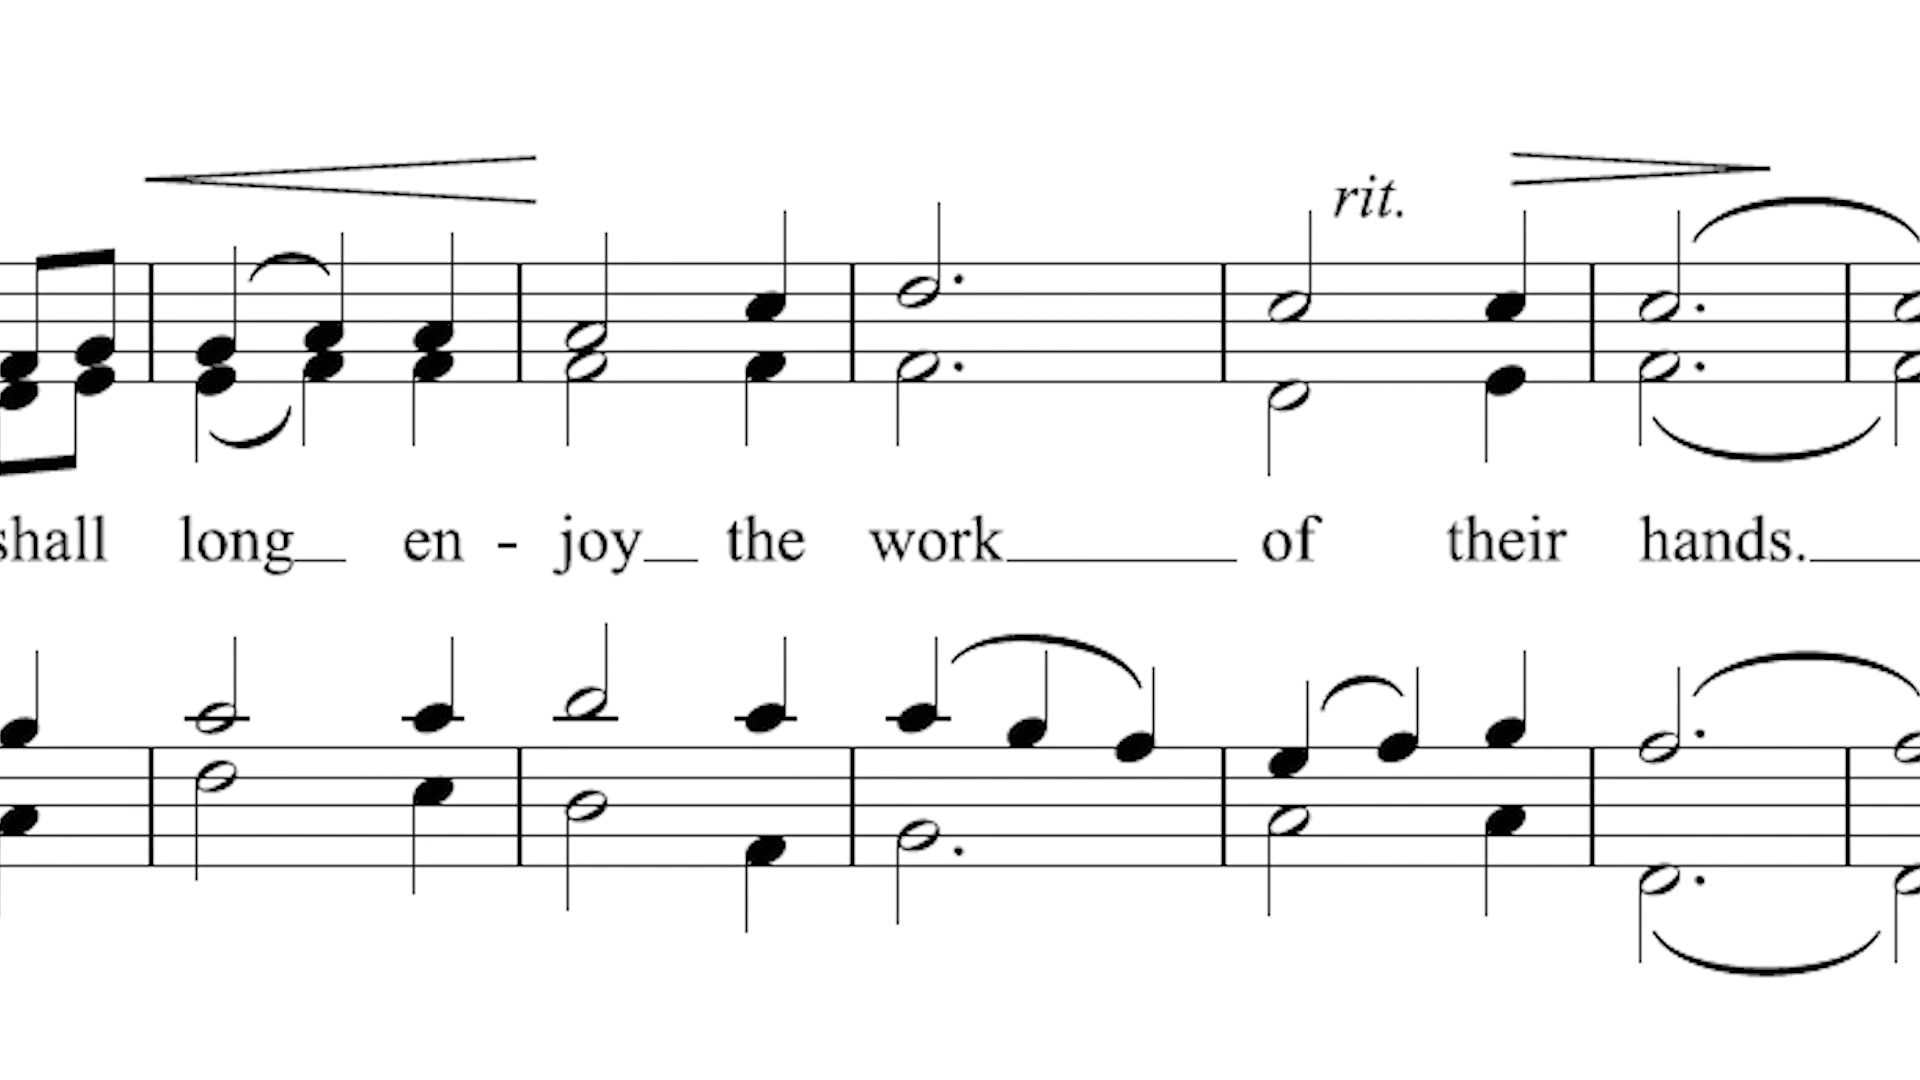 rit.
shall long en - joy the work of their hands.